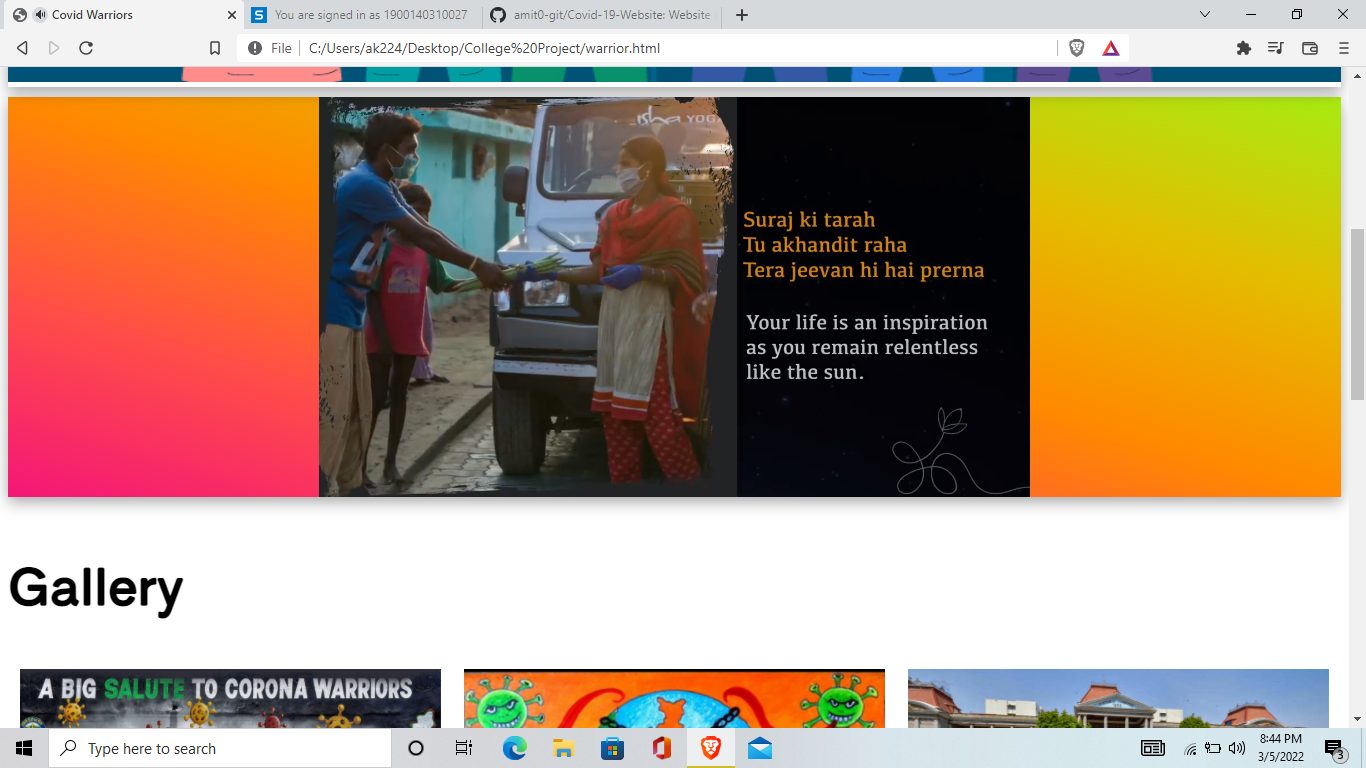 Covid Warriors
You are signed in as 1900140310027
amit0-git/Covid-19-Website: Website
File
C:/Users/ak224/Desktop/College%20Project/warrior.html
isha YOGA
Suraj ki tarah
Tu akhandit raha
Tera jeevan hi hai prerna
Your life is an inspiration
as you remain relentless
like the sun.
Gallery
A BIG SALUTE TO CORONA WARRIORS
Type here to search
8:44 PM
3/5/2022
3